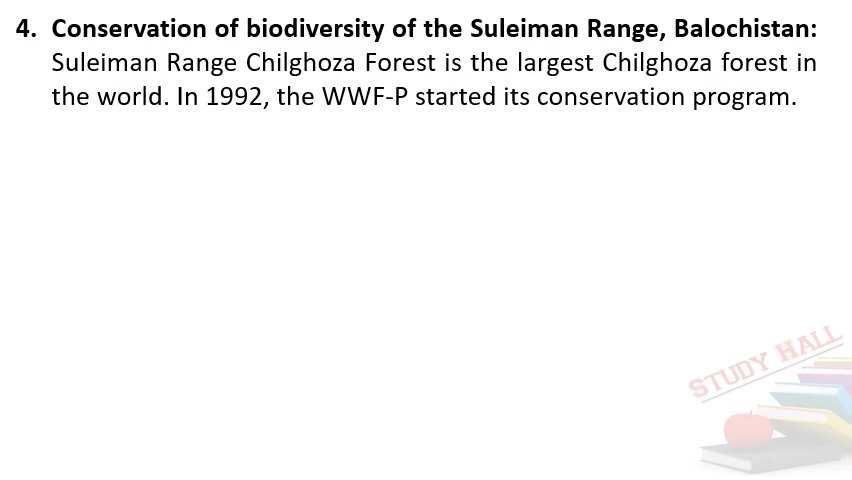 4. Conservation of biodiversity of the Suleiman Range, Balochistan:
Suleiman Range Chilghoza Forest is the largest Chilghoza forest in
the world. In 1992, the WWF-P started its conservation program.
STUDY HALL